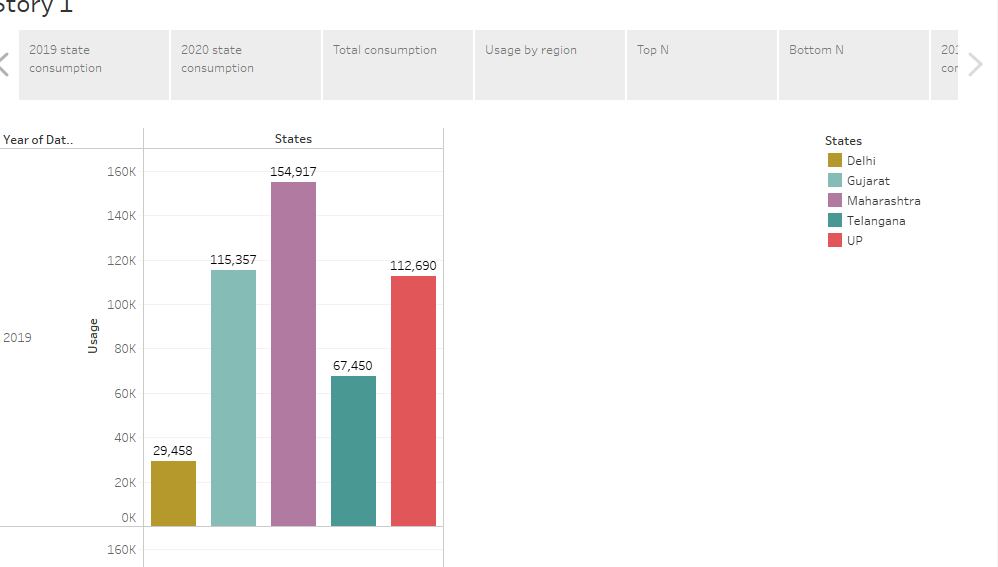 Story 1
2019 state
consumption
2020 state
consumption
Total consumption
Usage by region
Top N
Bottom N
Year of Dat..
States
160K
140K
120K
100K
80K
60K
40K
20K
0K
160K
Usage
2019
29,458
115,357
154,917
67,450
112,690
States
Delhi
Gujarat
Maharashtra
Telangana
UP